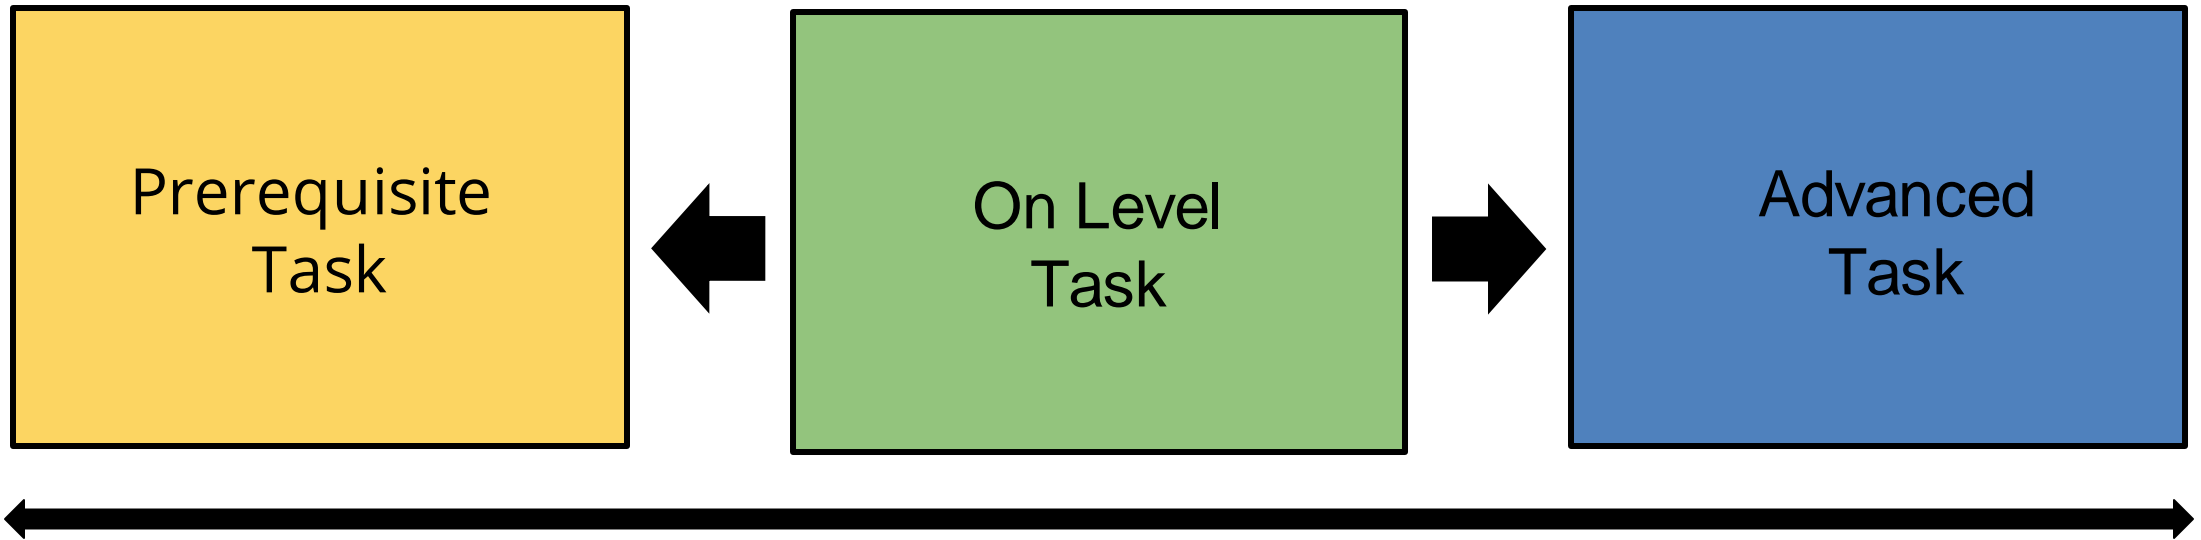 Prerequisite
Task
On Level
Task
Advanced
Task